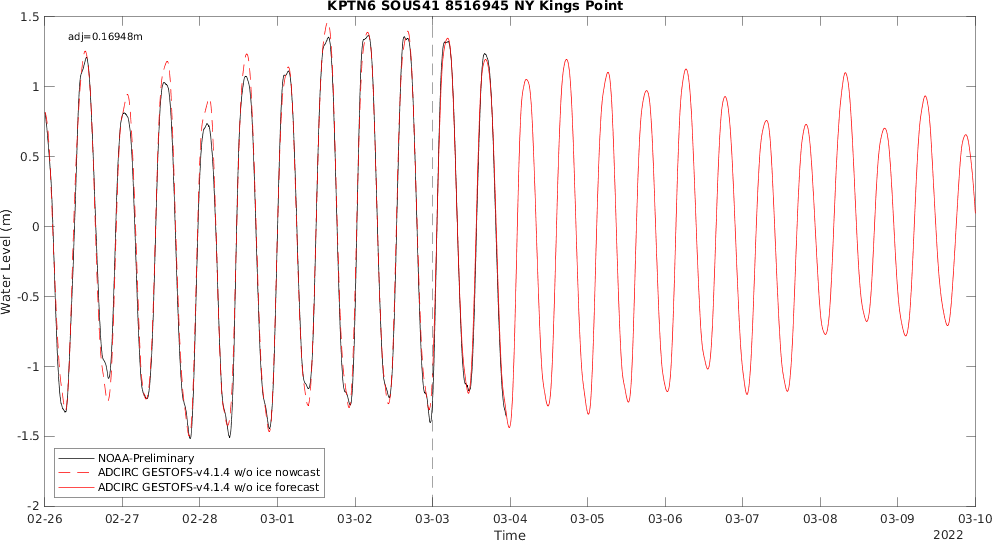 KPTN6 SOUS41 8516945 NY Kings Point
adj=0.16948m
1.5
1
0.5
0
-0.5
-1
-1.5
-2
Water Level (m)
NOAA-Preliminary
ADCIRC GESTOFS-v4.1.4 w/o ice nowcast
ADCIRC GESTOFS-v4.1.4 w/o ice forecast
02-26 02-27 02-28 03-01 03-02 03-03 03-04 03-05 03-06 03-07 03-08 03-09 03-10
Time
2022